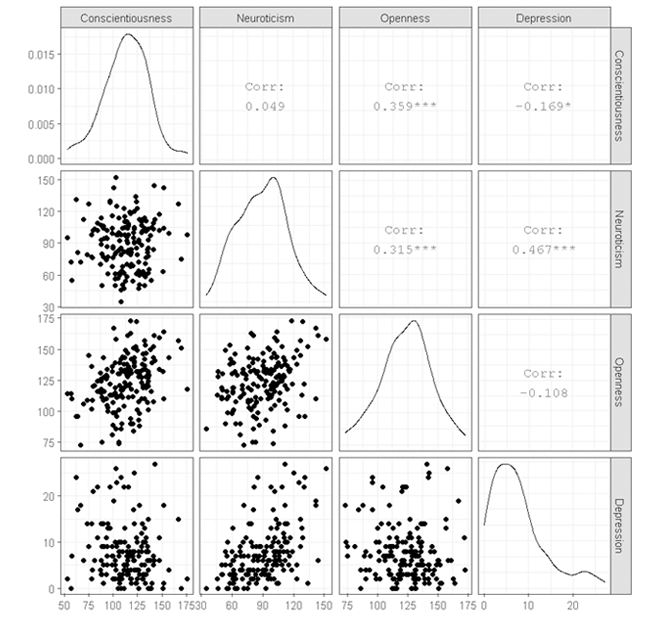 Conscientiousness Neuroticism Openness Depression
0.015
0.010
0.005
0.000
Corr:
0.049
Corr:
0.359***
Corr:
-0.169*
Conscientiousness
150
120
90
60
30
Corr:
0.315***
Corr:
0.467***
Neuroticism
175
150
125
100
75
Corr:
-0.108
Openness
20
10
0
Depression
50 75 100 125 150 175 30 60 90 120 150 75 100 125 150 175 0 10 20